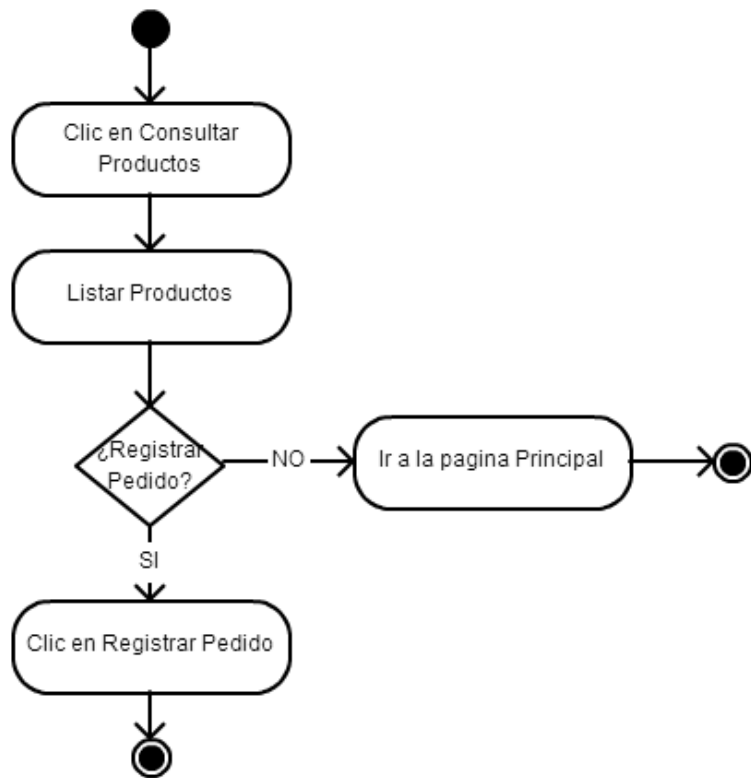 Clic en Consultar
Productos
Listar Productos
¿Registrar
Pedido?
NO
Ir a la pagina Principal
SI
Clic en Registrar Pedido